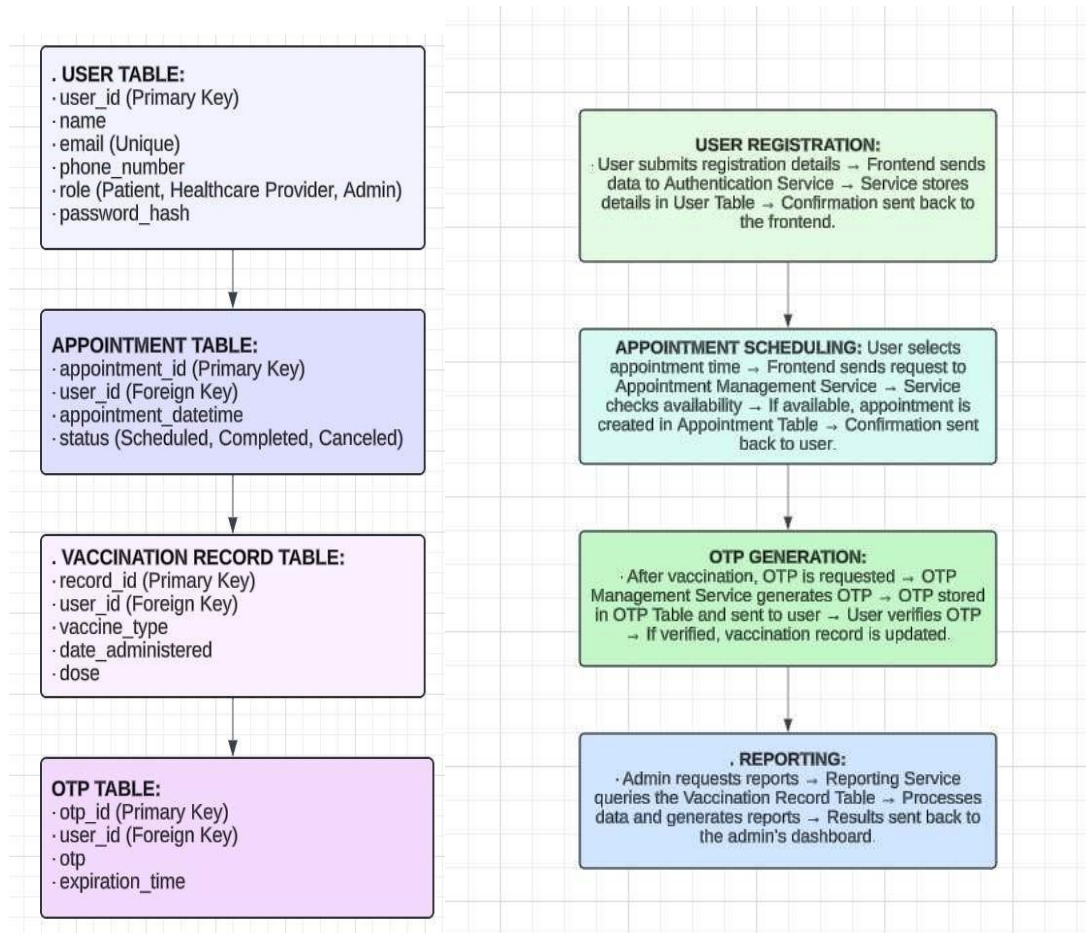 . USER TABLE:
· user_id (Primary Key)
· name
· email (Unique)
· phone_number
· role (Patient, Healthcare Provider, Admin)
· password_hash
APPOINTMENT TABLE:
· appointment_id (Primary Key)
· user_id (Foreign Key)
· appointment_datetime
· status (Scheduled, Completed, Canceled)
. VACCINATION RECORD TABLE:
· record_id (Primary Key)
· user_id (Foreign Key)
· vaccine_type
· date_administered
· dose
OTP TABLE:
· otp_id (Primary Key)
· user_id (Foreign Key)
· otp
· expiration_time
USER REGISTRATION:
· User submits registration details → Frontend sends
data to Authentication Service → Service stores
details in User Table → Confirmation sent back to
the frontend.
APPOINTMENT SCHEDULING: User selects
appointment time → Frontend sends request to
Appointment Management Service → Service
checks availability → If available, appointment is
created in Appointment Table → Confirmation sent
back to user.
OTP GENERATION:
· After vaccination, OTP is requested → OTP
Management Service generates OTP → OTP stored
in OTP Table and sent to user → User verifies OTP
→ If verified, vaccination record is updated.
. REPORTING:
· Admin requests reports → Reporting Service
queries the Vaccination Record Table → Processes
data and generates reports → Results sent back to
the admin's dashboard.